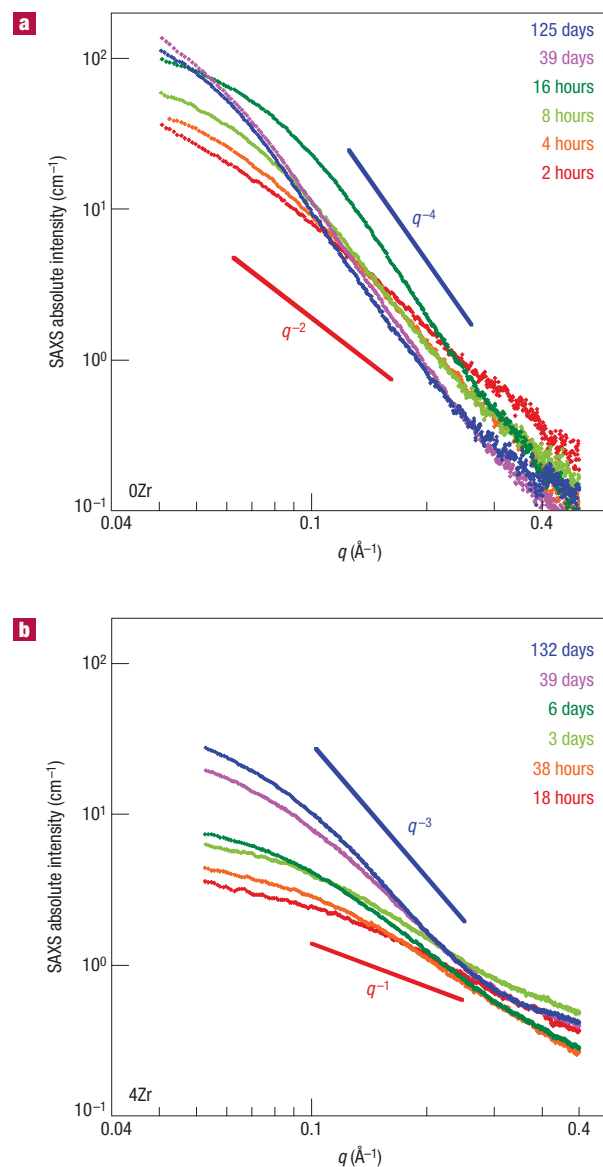 a
125 days
39 days
16 hours
8 hours
4 hours
2 hours
10²
10¹
10⁰
10⁻¹
SAXS absolute intensity (cm⁻¹)
q⁻⁴
q⁻²
0Zr
0.04
0.1
0.4
q (Å⁻¹)
b
132 days
39 days
6 days
3 days
38 hours
18 hours
10²
10¹
10⁰
10⁻¹
SAXS absolute intensity (cm⁻¹)
q⁻³
q⁻¹
4Zr
0.04
0.1
0.4
q (Å⁻¹)